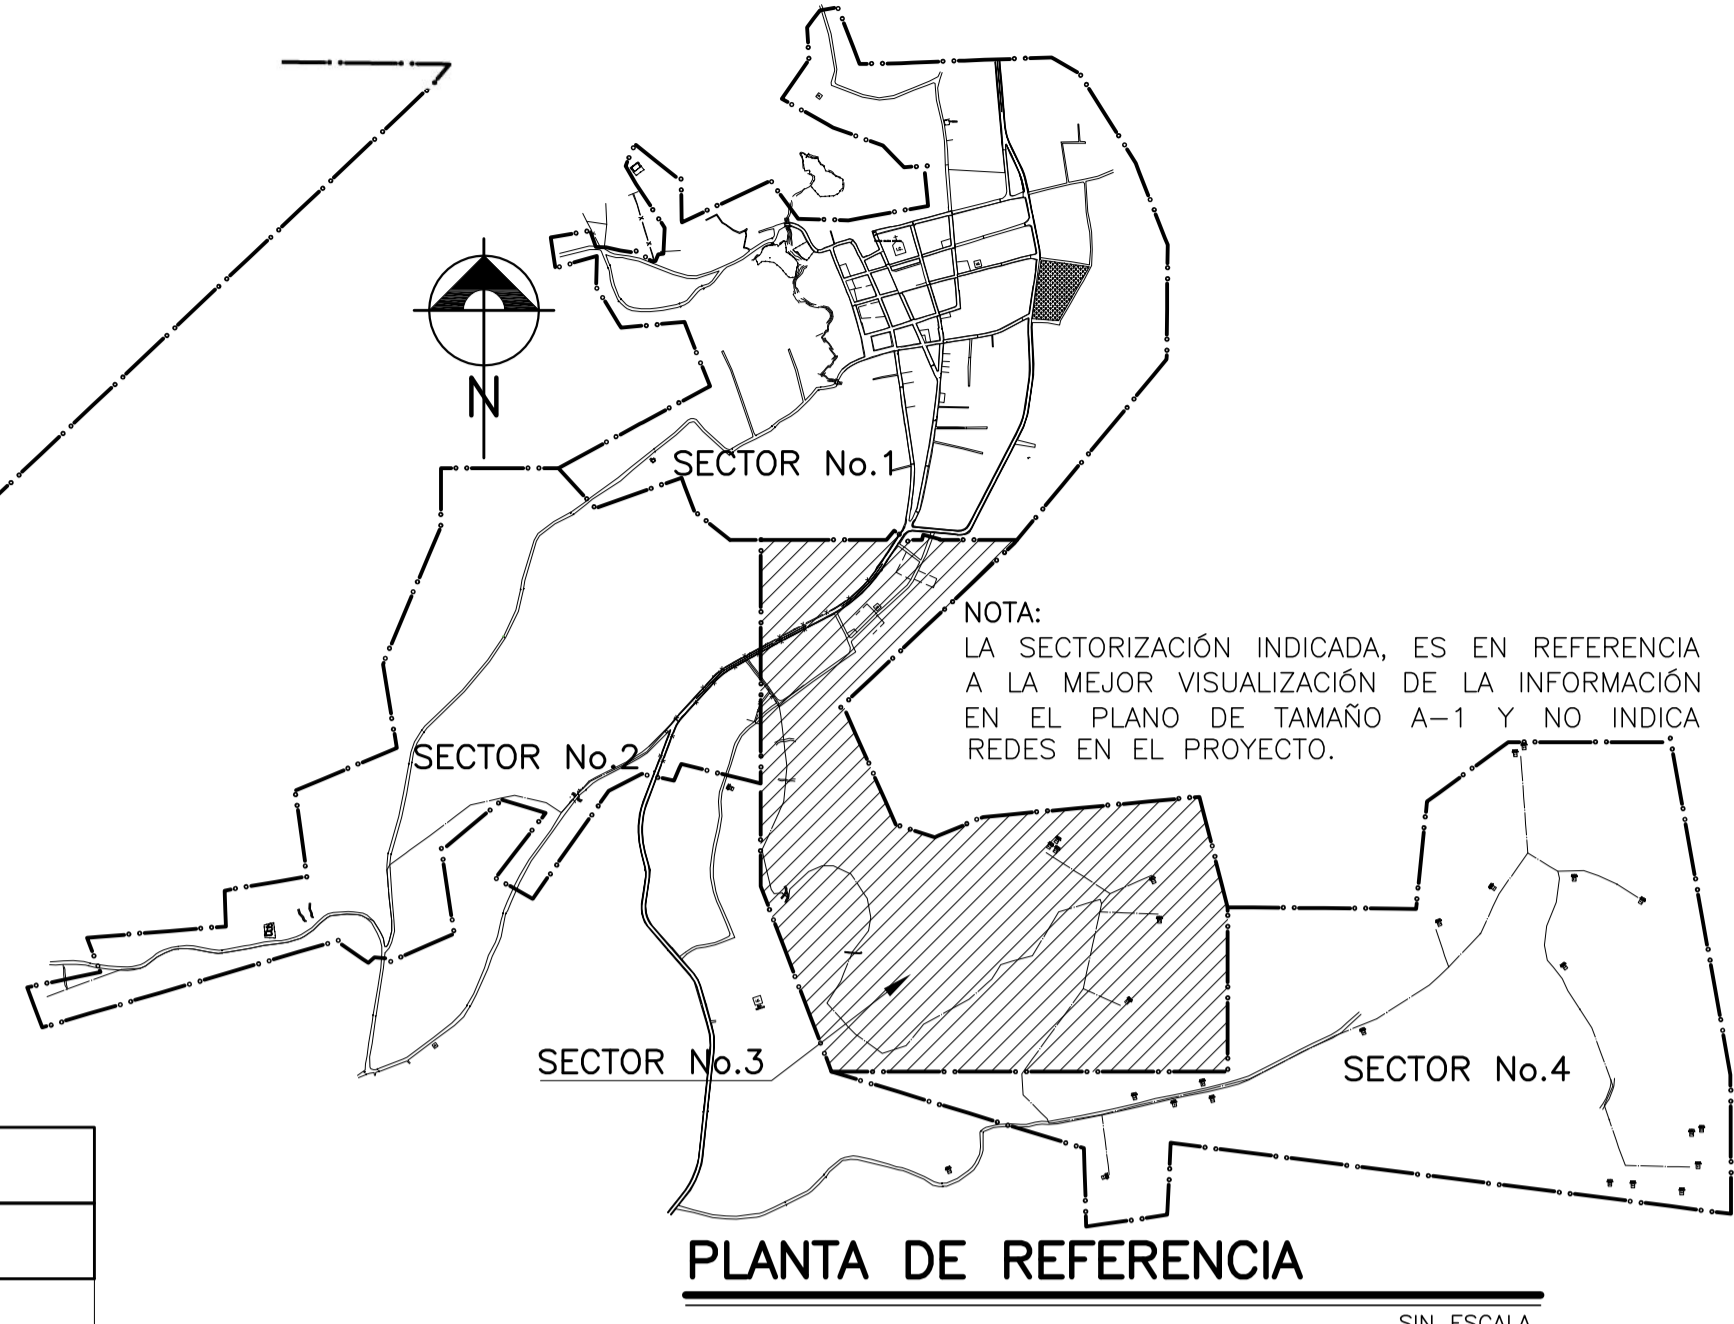 N
SECTOR No.1
NOTA:
LA SECTORIZACIÓN INDICADA, ES EN REFERENCIA
A LA MEJOR VISUALIZACIÓN DE LA INFORMACIÓN
EN EL PLANO DE TAMAÑO A-1 Y NO INDICA
REDES EN EL PROYECTO.
SECTOR No.2
SECTOR No.3
SECTOR No.4
PLANTA DE REFERENCIA
SIN ESCALA